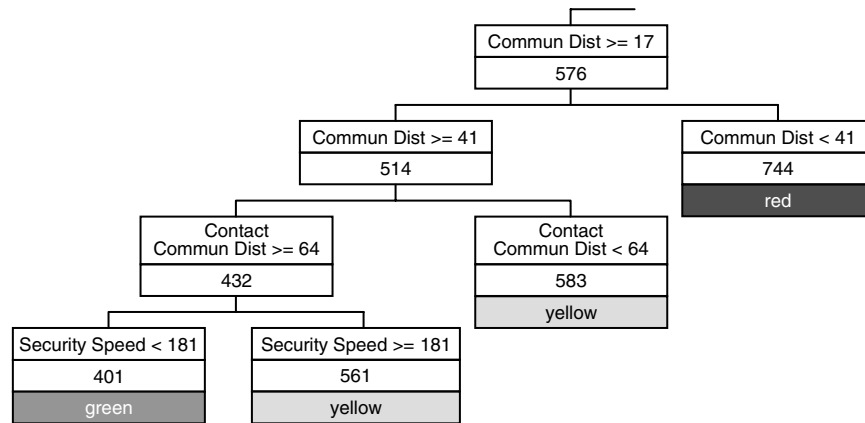 Commun Dist >= 17
576
Commun Dist >= 41
514
Commun Dist < 41
744
red
Contact
Commun Dist >= 64
432
Contact
Commun Dist < 64
583
yellow
Security Speed < 181
401
green
Security Speed >= 181
561
yellow